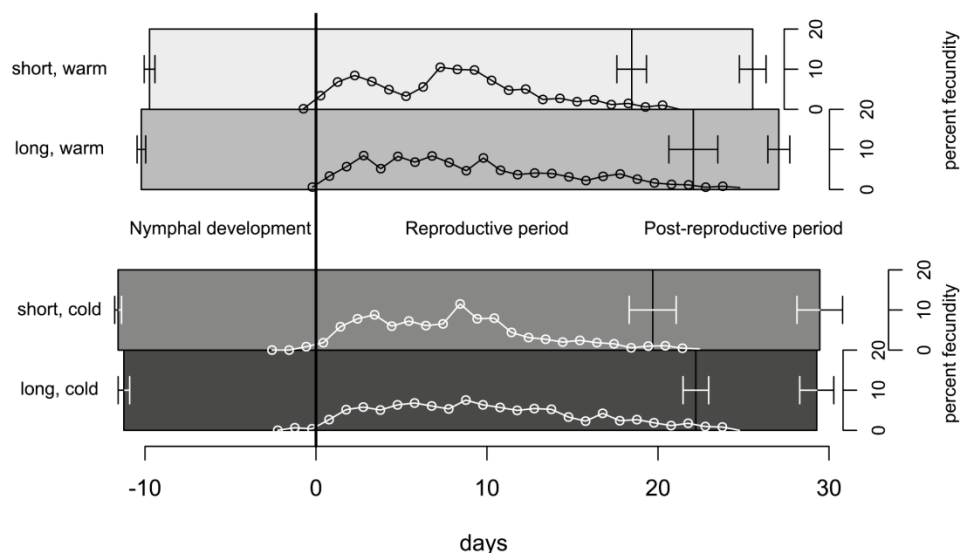 short, warm
0 10 20
percent fecundity
long, warm
0 10 20
Nymphal development Reproductive period Post-reproductive period
short, cold
0 10 20
percent fecundity
long, cold
0 10 20
-10 0 10 20 30
days